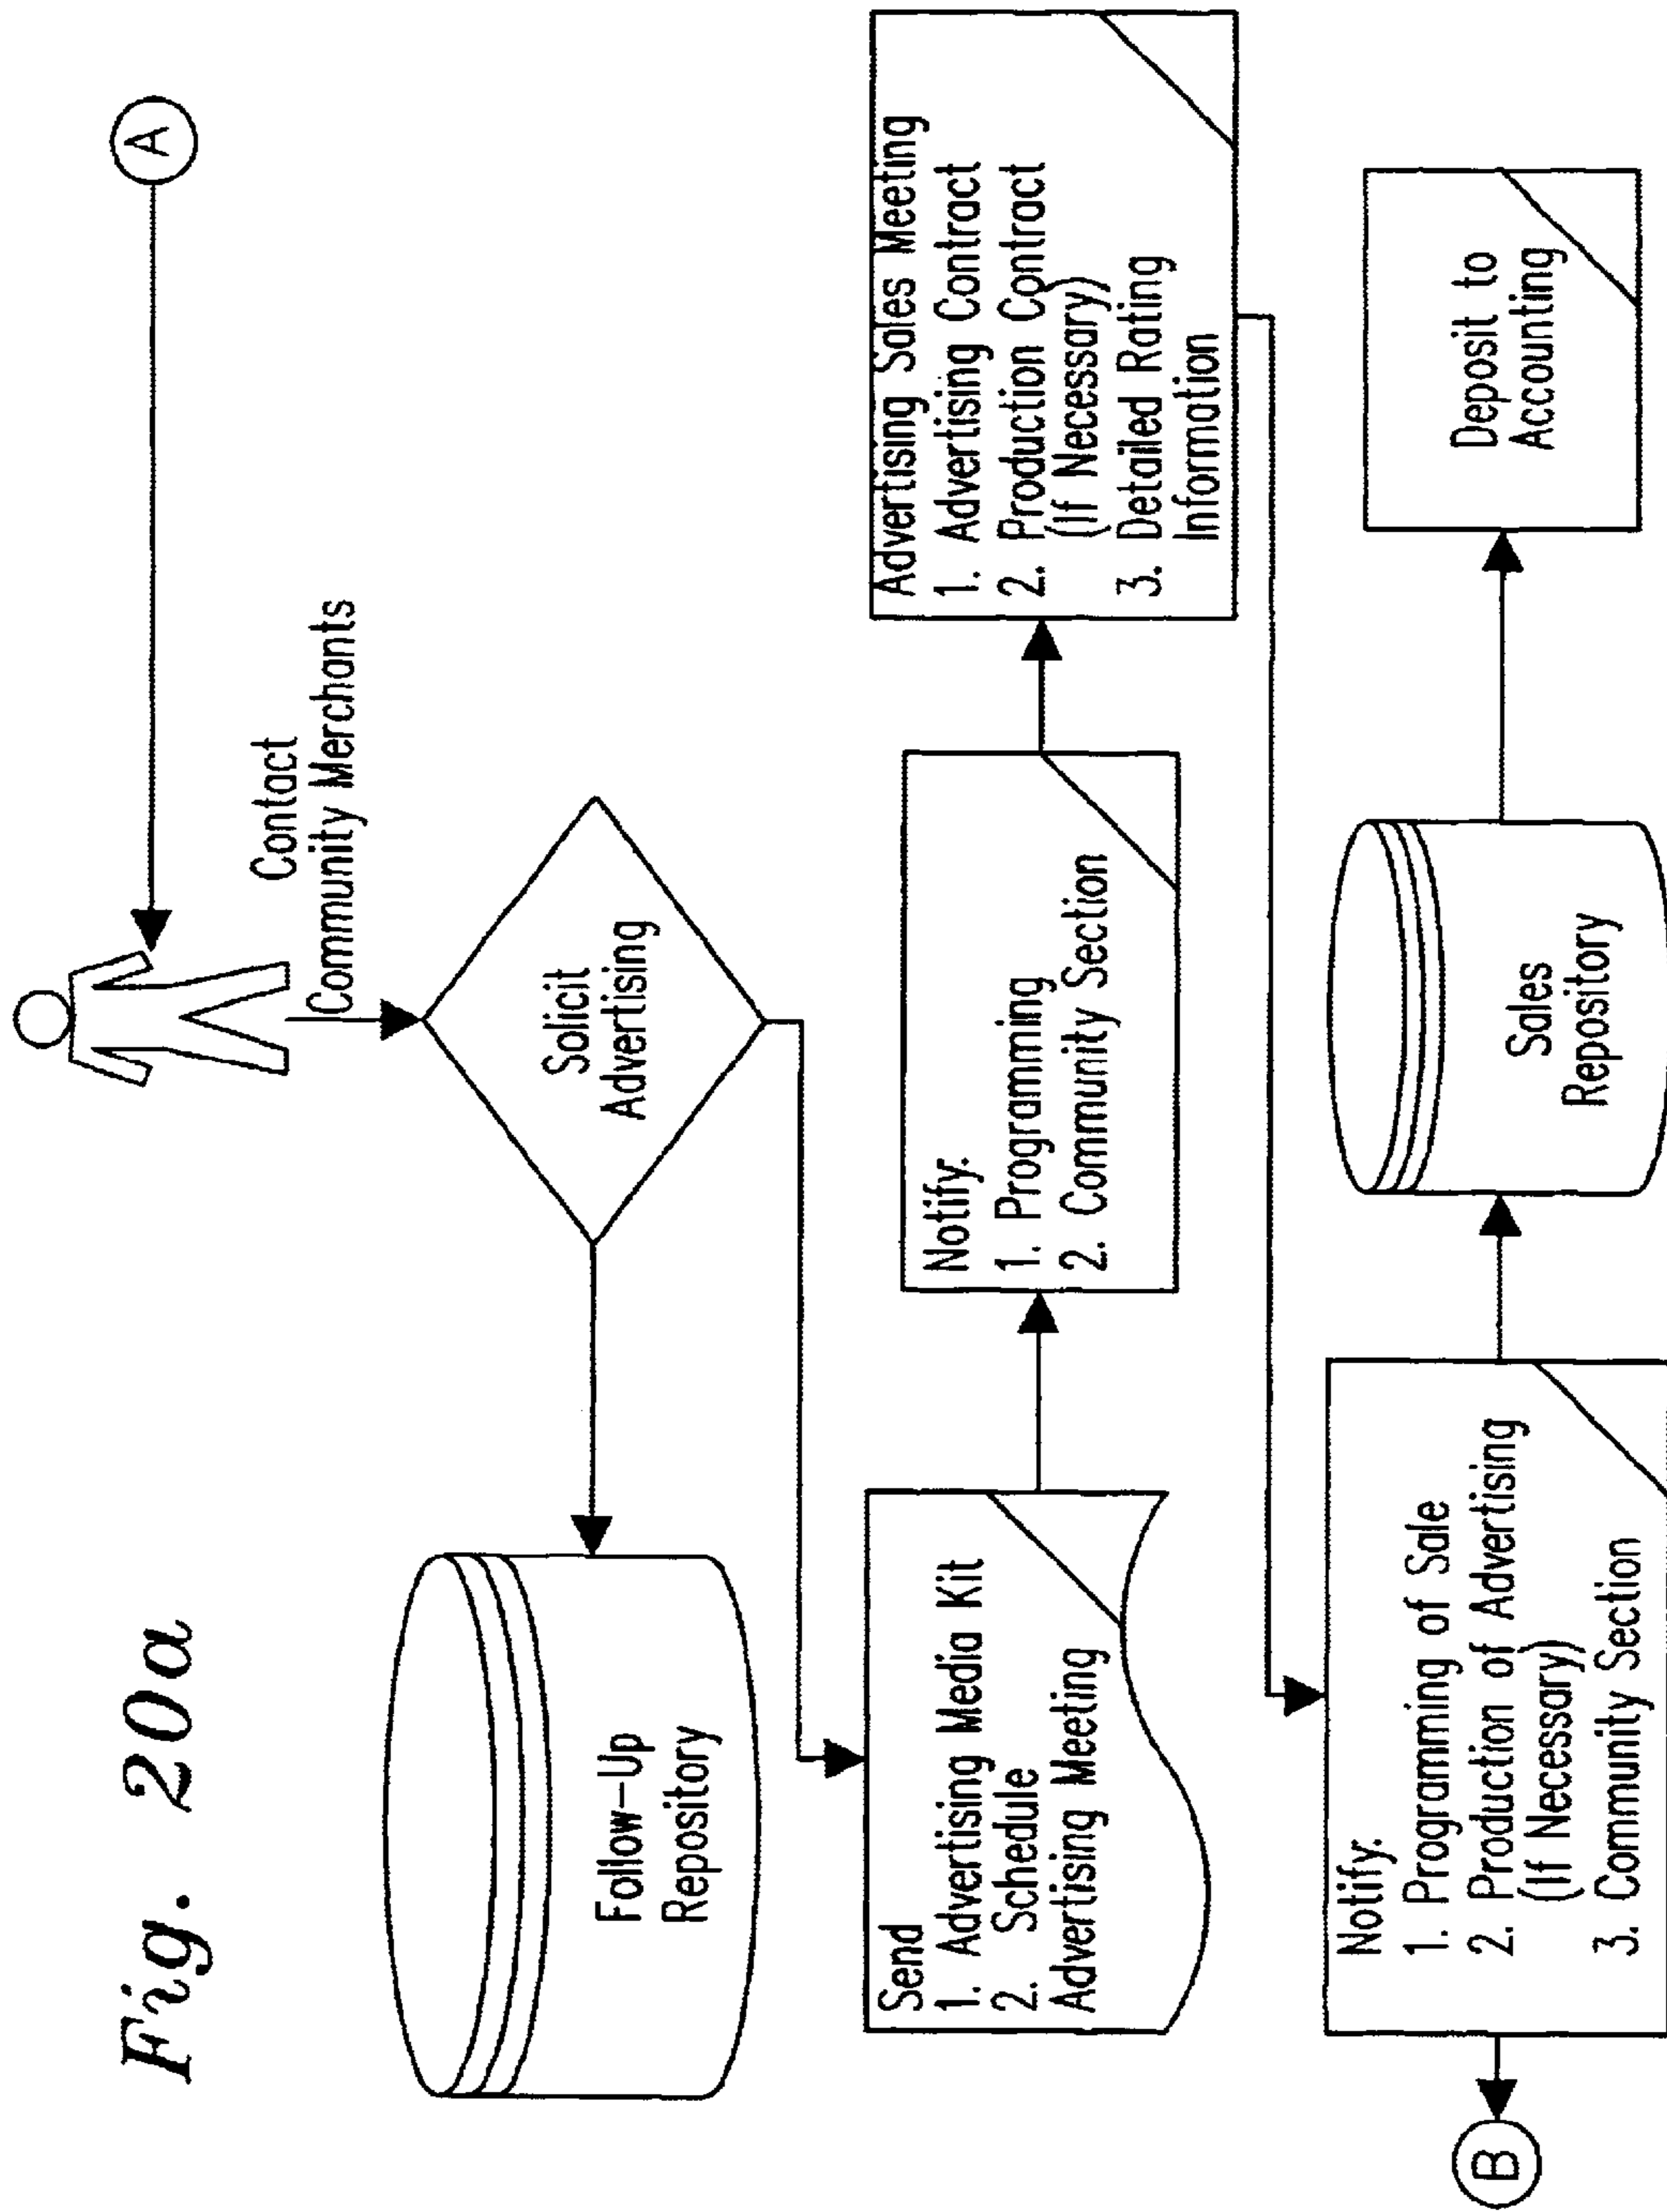 Fig. 20a
A
Contact
Community Merchants
Solicit
Advertising
Follow-Up
Repository
Send
1. Advertising Media Kit
2. Schedule
Advertising Meeting
Notify:
1. Programming
2. Community Section
Advertising Sales Meeting
1. Advertising Contract
2. Production Contract
(If Necessary)
3. Detailed Rating
Information
Notify:
1. Programming of Sale
2. Production of Advertising
(If Necessary)
3. Community Section
Sales
Repository
Deposit to
Accounting
B